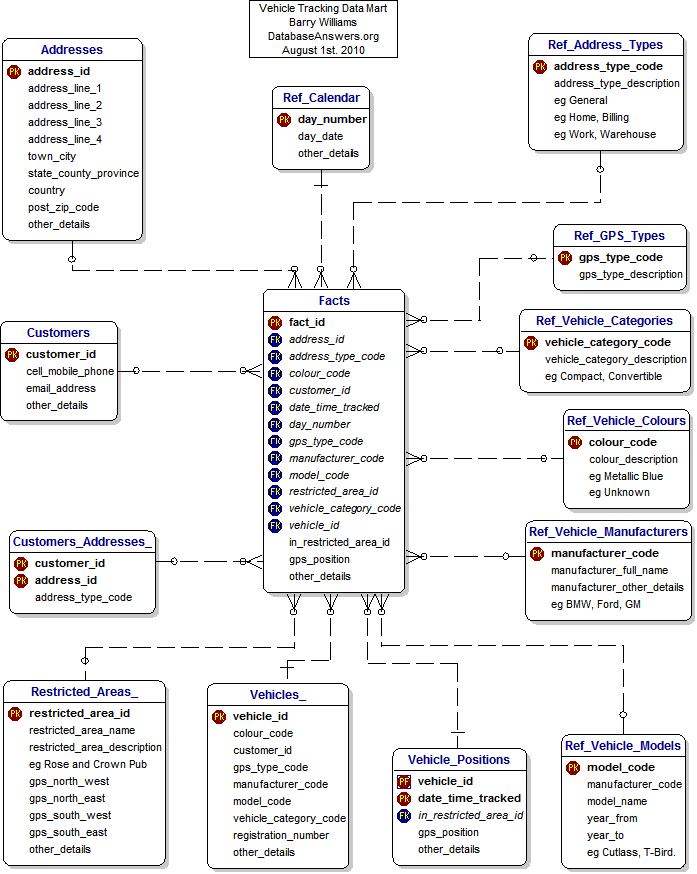 Vehicle Tracking Data Mart
Barry Williams
DatabaseAnswers.org
August 1st. 2010
Addresses
PK address_id
address_line_1
address_line_2
address_line_3
address_line_4
town_city
state_county_province
country
post_zip_code
other_details
Ref_Calendar
PK day_number
day_date
other_details
Ref_Address_Types
PK address_type_code
address_type_description
eg General
eg Home, Billing
eg Work, Warehouse
Ref_GPS_Types
PK gps_type_code
gps_type_description
Customers
PK customer_id
cell_mobile_phone
email_address
other_details
Facts
PK fact_id
FK address_id
FK address_type_code
FK colour_code
FK customer_id
FK date_time_tracked
FK day_number
FK gps_type_code
FK manufacturer_code
FK model_code
FK restricted_area_id
FK vehicle_category_code
FK vehicle_id
in_restricted_area_id
gps_position
other_details
Ref_Vehicle_Categories
PK vehicle_category_code
vehicle_category_description
eg Compact, Convertible
Ref_Vehicle_Colours
PK colour_code
colour_description
eg Metallic Blue
eg Unknown
Customers_Addresses_
PK customer_id
PK address_id
address_type_code
Ref_Vehicle_Manufacturers
PK manufacturer_code
manufacturer_full_name
manufacturer_other_details
eg BMW, Ford, GM
Restricted_Areas_
PK restricted_area_id
restricted_area_name
restricted_area_description
eg Rose and Crown Pub
gps_north_west
gps_north_east
gps_south_west
gps_south_east
other_details
Vehicles_
PK vehicle_id
colour_code
customer_id
gps_type_code
manufacturer_code
model_code
vehicle_category_code
registration_number
other_details
Vehicle_Positions
PF vehicle_id
PK date_time_tracked
FK in_restricted_area_id
gps_position
other_details
Ref_Vehicle_Models
PK model_code
manufacturer_code
model_name
year_from
year_to
eg Cutlass, T-Bird.